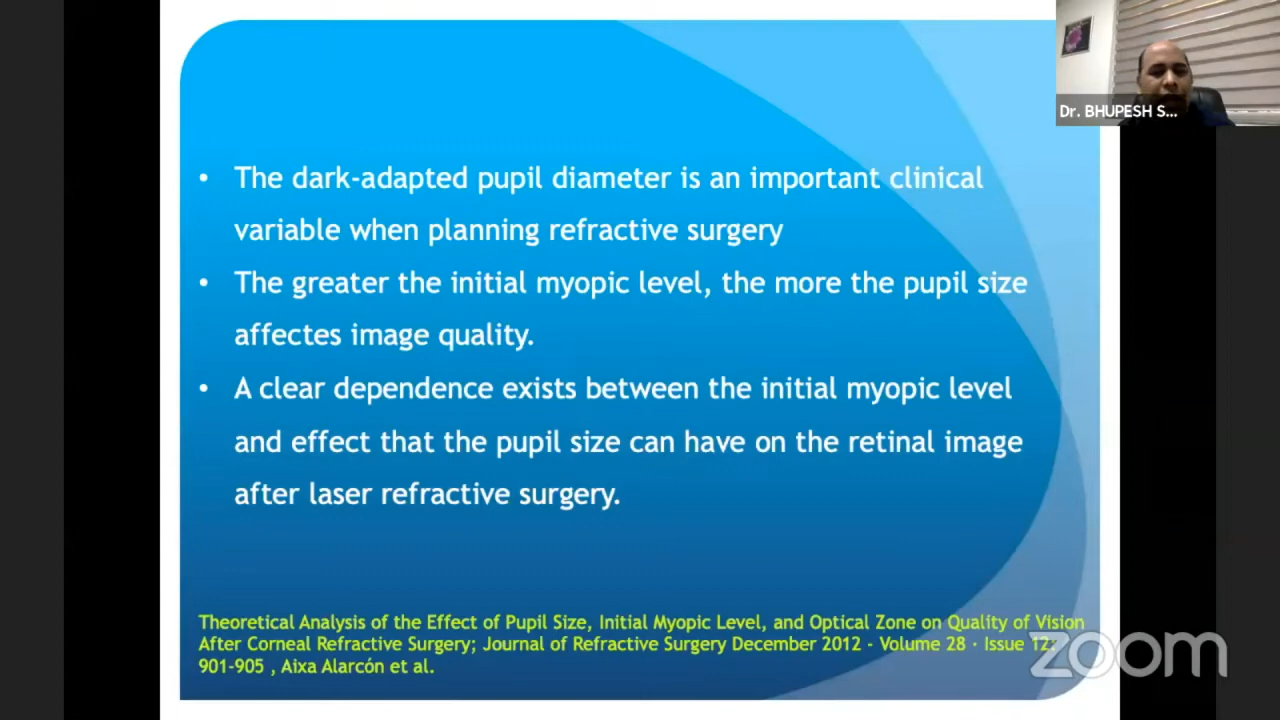 Dr. BHUPESH S...
• The dark-adapted pupil diameter is an important clinical
variable when planning refractive surgery
• The greater the initial myopic level, the more the pupil size
affectes image quality.
• A clear dependence exists between the initial myopic level
and effect that the pupil size can have on the retinal image
after laser refractive surgery.
Theoretical Analysis of the Effect of Pupil Size, Initial Myopic Level, and Optical Zone on Quality of Vision
After Corneal Refractive Surgery; Journal of Refractive Surgery December 2012 - Volume 28 · Issue 12:
901-905 , Aixa Alarcón et al.
zoom